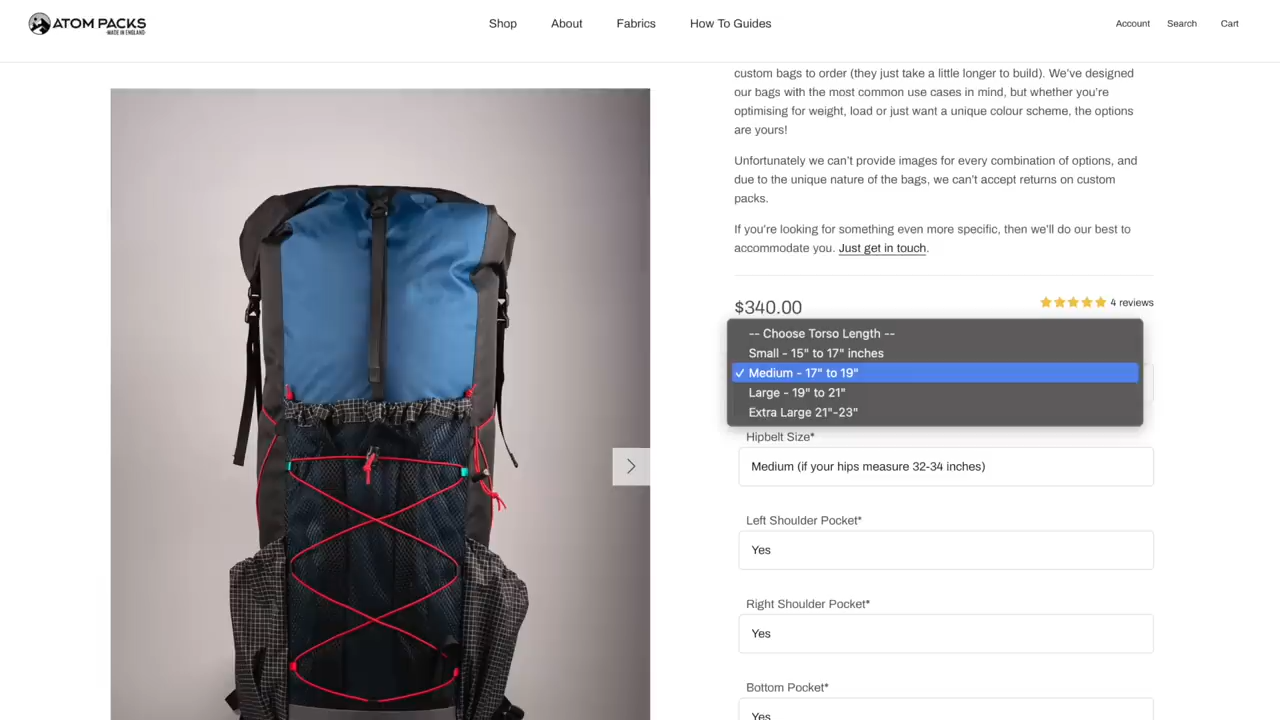 ATOM PACKS
-MADE IN ENGLAND-
Shop
About
Fabrics
How To Guides
Account
Search
Cart
custom bags to order (they just take a little longer to build). We’ve designed
our bags with the most common use cases in mind, but whether you’re
optimising for weight, load or just want a unique colour scheme, the options
are yours!
Unfortunately we can’t provide images for every combination of options, and
due to the unique nature of the bags, we can’t accept returns on custom
packs.
If you’re looking for something even more specific, then we'll do our best to
accommodate you. Just get in touch.
$340.00
4 reviews
-- Choose Torso Length --
Small - 15" to 17" inches
✓ Medium - 17" to 19"
Large - 19" to 21"
Extra Large 21"-23"
Hipbelt Size*
Medium (if your hips measure 32-34 inches)
Left Shoulder Pocket*
Yes
Right Shoulder Pocket*
Yes
Bottom Pocket*
Yes